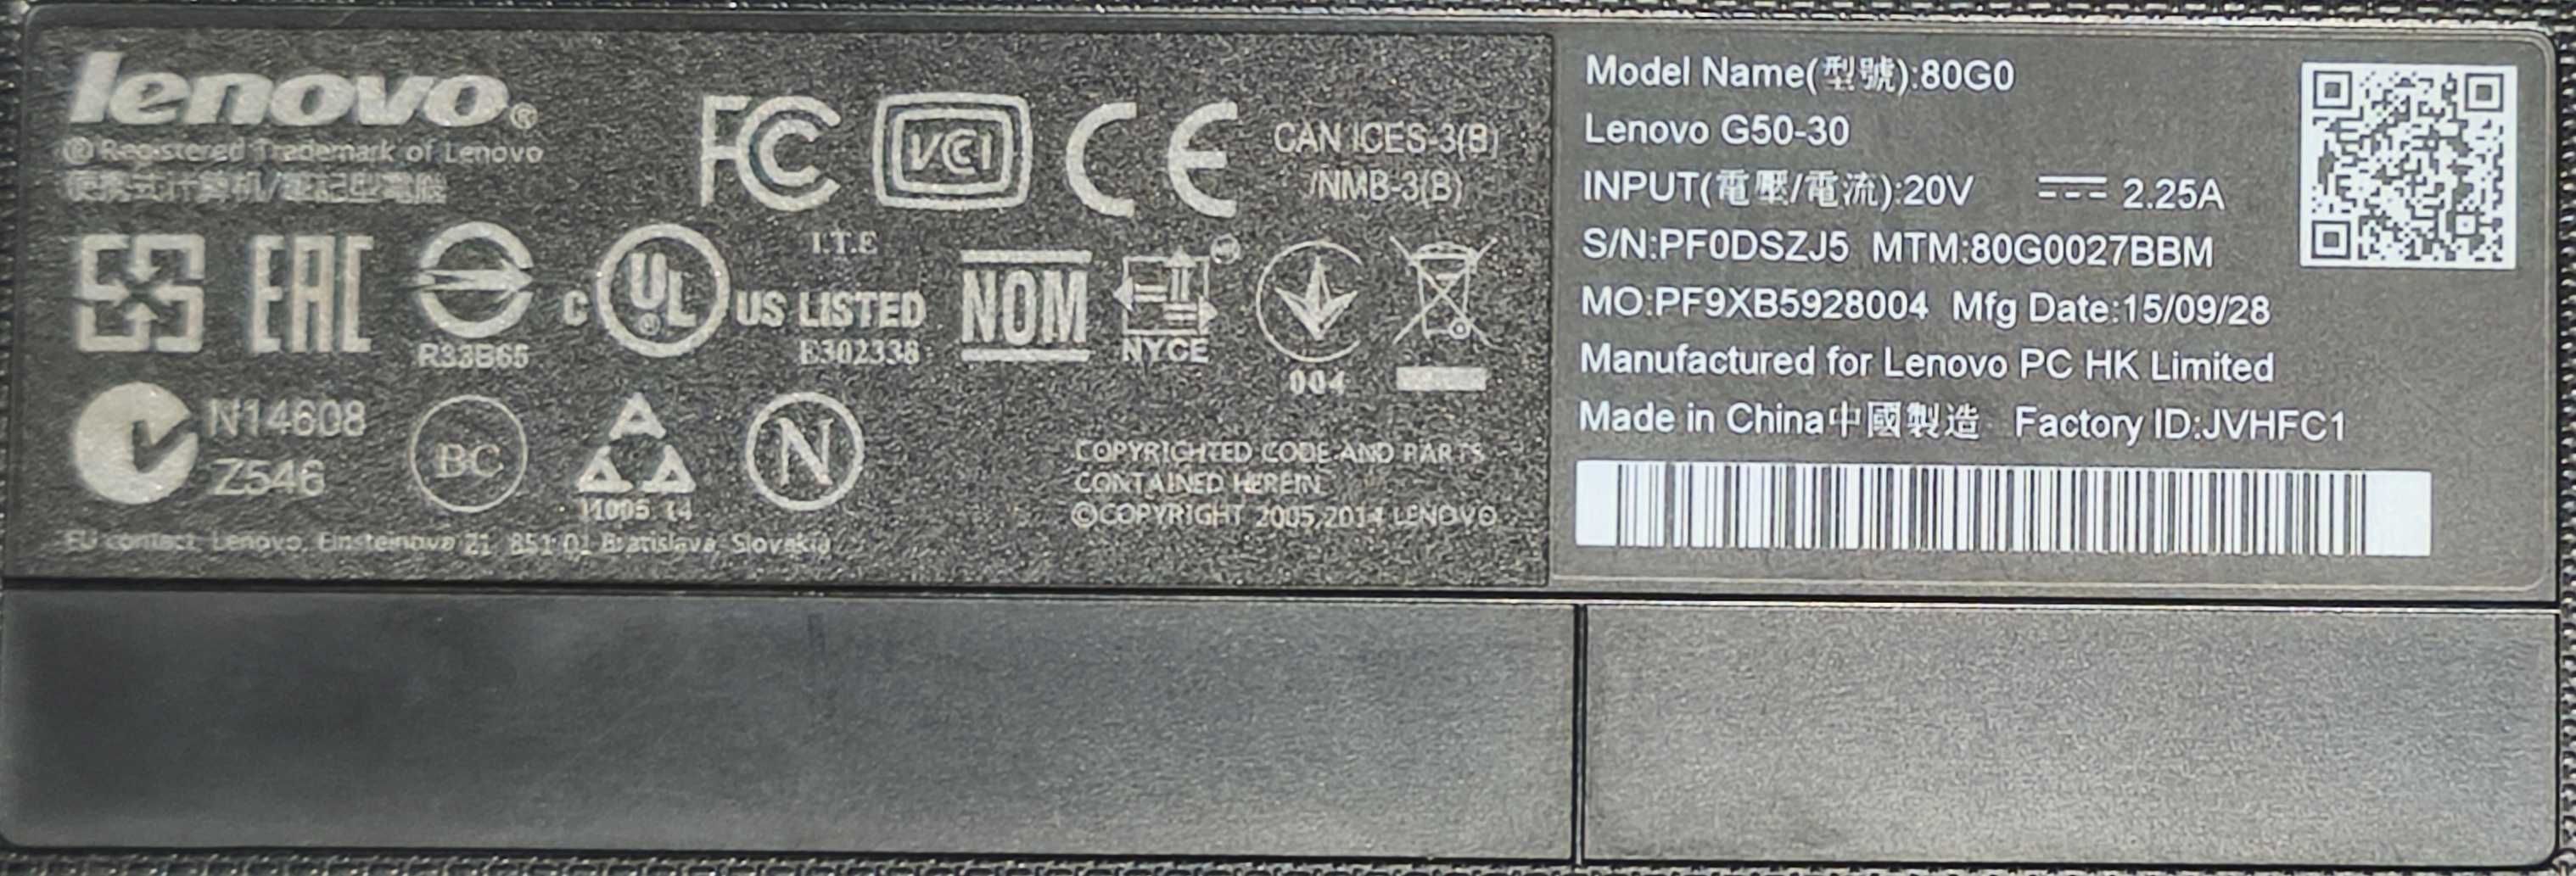 lenovo®
® Registered Trademark of Lenovo
便携式计算机/筆記型電腦
FC VCI CE CAN ICES-3(B)
/NMB-3(B)
I.T.E
EAC R33B65
C UL® US LISTED
E302338
NOM NYCE 004
N14608
Z546
BC
11005 14
N
COPYRIGHTED CODE AND PARTS
CONTAINED HEREIN
©COPYRIGHT 2005,2014 LENOVO
EU contact: Lenovo, Einsteinova 21, 851 01 Bratislava, Slovakia
Model Name(型號):80G0
Lenovo G50-30
INPUT(電壓/電流):20V ⎓ 2.25A
S/N:PF0DSZJ5 MTM:80G0027BBM
MO:PF9XB5928004 Mfg Date:15/09/28
Manufactured for Lenovo PC HK Limited
Made in China中國製造 Factory ID:JVHFC1